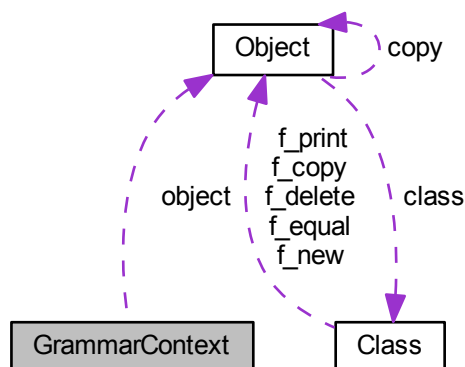 Object
copy
f_print
f_copy
object
f_delete
class
f_equal
f_new
GrammarContext
Class